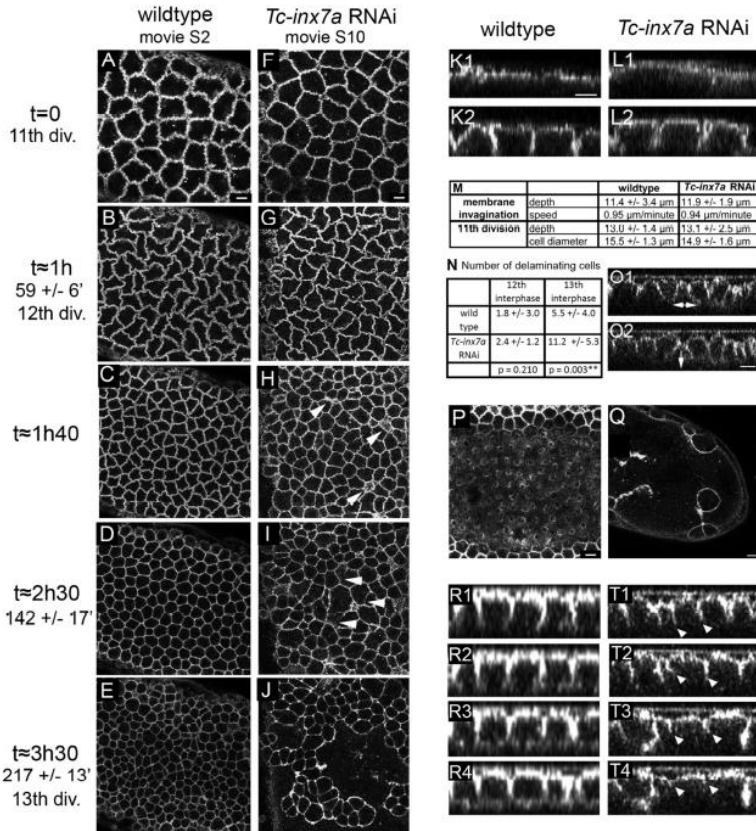 wildtype
movie S2
Tc-inx7a RNAi
movie S10
t=0
11th div.
A
F
t≈1h
59 +/- 6’
12th div.
B
G
t≈1h40
C
H
t≈2h30
142 +/- 17’
D
I
t≈3h30
217 +/- 13’
13th div.
E
J
wildtype
Tc-inx7a RNAi
K1
L1
K2
L2
M
wildtype
Tc-inx7a RNAi
membrane invagination
depth
11.4 +/- 3.4 µm
11.9 +/- 1.9 µm
speed
0.95 µm/minute
0.94 µm/minute
11th division
depth
13.0 +/- 1.4 µm
13.1 +/- 2.5 µm
cell diameter
15.5 +/- 1.3 µm
14.9 +/- 1.6 µm
N Number of delaminating cells
12th interphase
13th interphase
wild type
1.8 +/- 3.0
5.5 +/- 4.0
Tc-inx7a RNAi
2.4 +/- 1.2
11.2 +/- 5.3
p = 0.210
p = 0.003**
O1
O2
P
Q
R1
T1
R2
T2
R3
T3
R4
T4